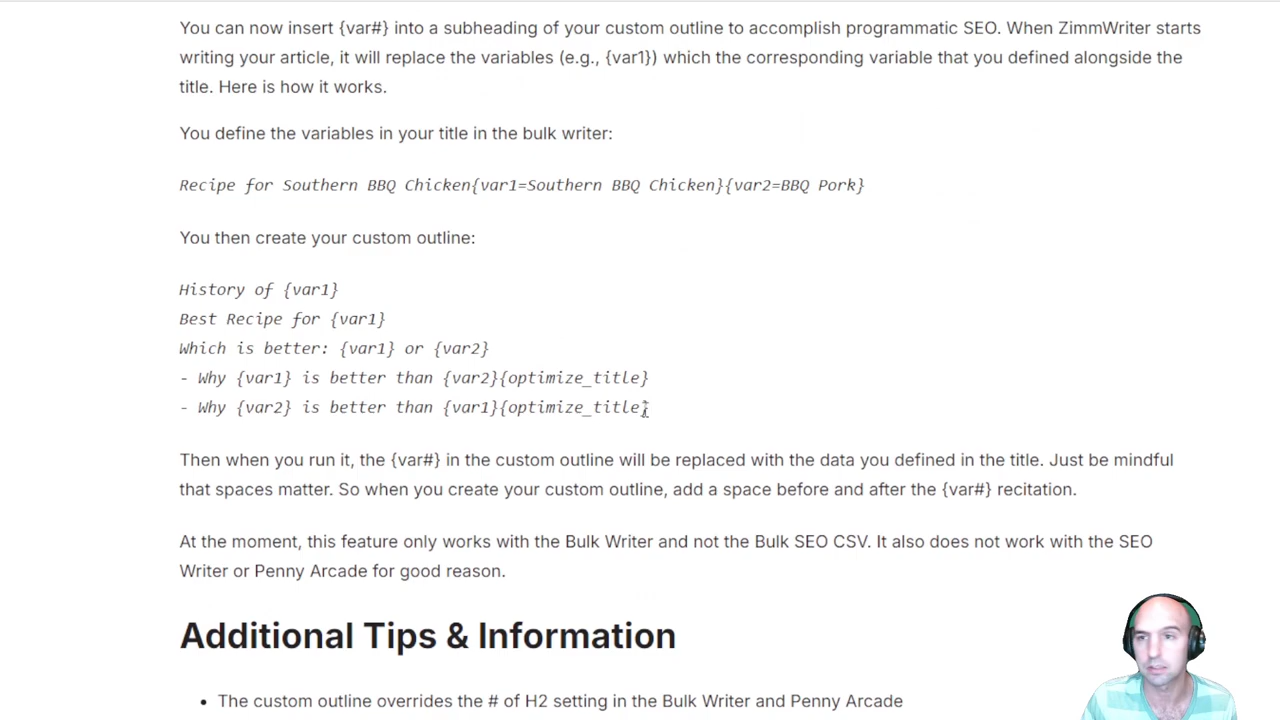 You can now insert {var#} into a subheading of your custom outline to accomplish programmatic SEO. When ZimmWriter starts
writing your article, it will replace the variables (e.g., {var1}) which the corresponding variable that you defined alongside the
title. Here is how it works.
You define the variables in your title in the bulk writer:
Recipe for Southern BBQ Chicken{var1=Southern BBQ Chicken}{var2=BBQ Pork}
You then create your custom outline:
History of {var1}
Best Recipe for {var1}
Which is better: {var1} or {var2}
- Why {var1} is better than {var2}{optimize_title}
- Why {var2} is better than {var1}{optimize_title}
Then when you run it, the {var#} in the custom outline will be replaced with the data you defined in the title. Just be mindful
that spaces matter. So when you create your custom outline, add a space before and after the {var#} recitation.
At the moment, this feature only works with the Bulk Writer and not the Bulk SEO CSV. It also does not work with the SEO
Writer or Penny Arcade for good reason.
Additional Tips & Information
• The custom outline overrides the # of H2 setting in the Bulk Writer and Penny Arcade